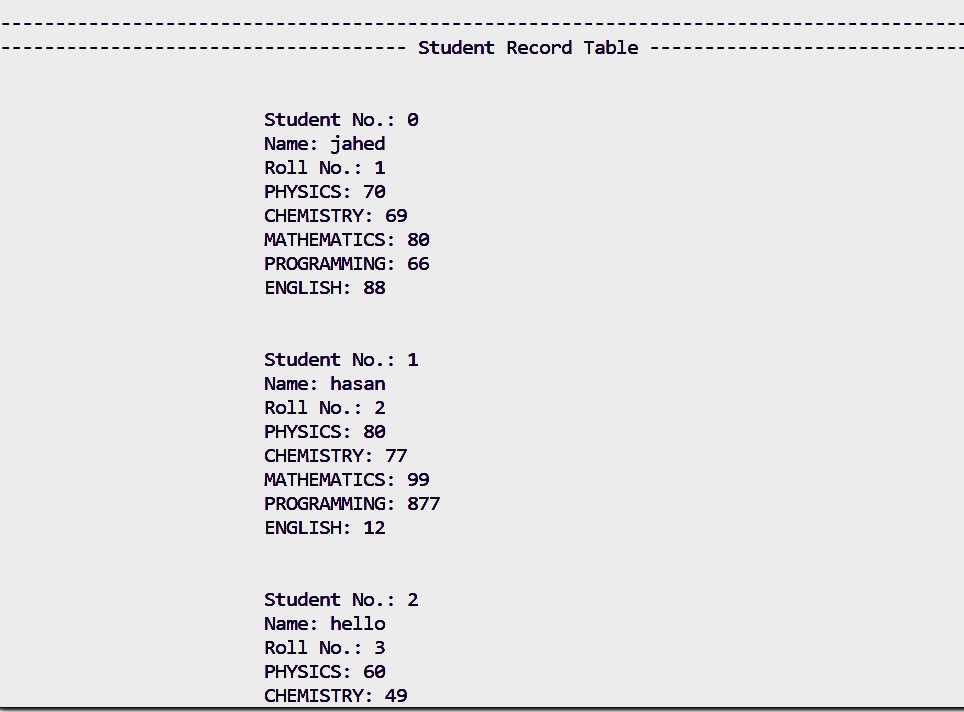 ----------------------------------------------------------------------------------------
------------------------------------- Student Record Table -----------------------------
Student No.: 0
Name: jahed
Roll No.: 1
PHYSICS: 70
CHEMISTRY: 69
MATHEMATICS: 80
PROGRAMMING: 66
ENGLISH: 88
Student No.: 1
Name: hasan
Roll No.: 2
PHYSICS: 80
CHEMISTRY: 77
MATHEMATICS: 99
PROGRAMMING: 877
ENGLISH: 12
Student No.: 2
Name: hello
Roll No.: 3
PHYSICS: 60
CHEMISTRY: 49